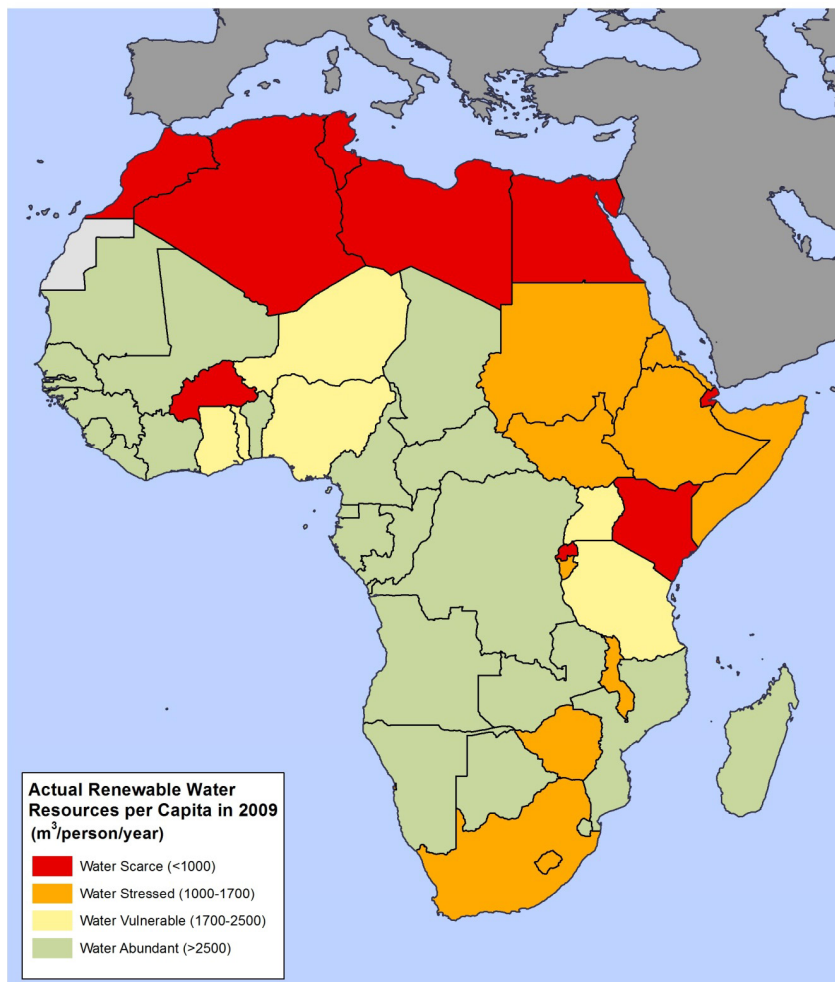 Actual Renewable Water
Resources per Capita in 2009
(m³/person/year)
Water Scarce (<1000)
Water Stressed (1000-1700)
Water Vulnerable (1700-2500)
Water Abundant (>2500)